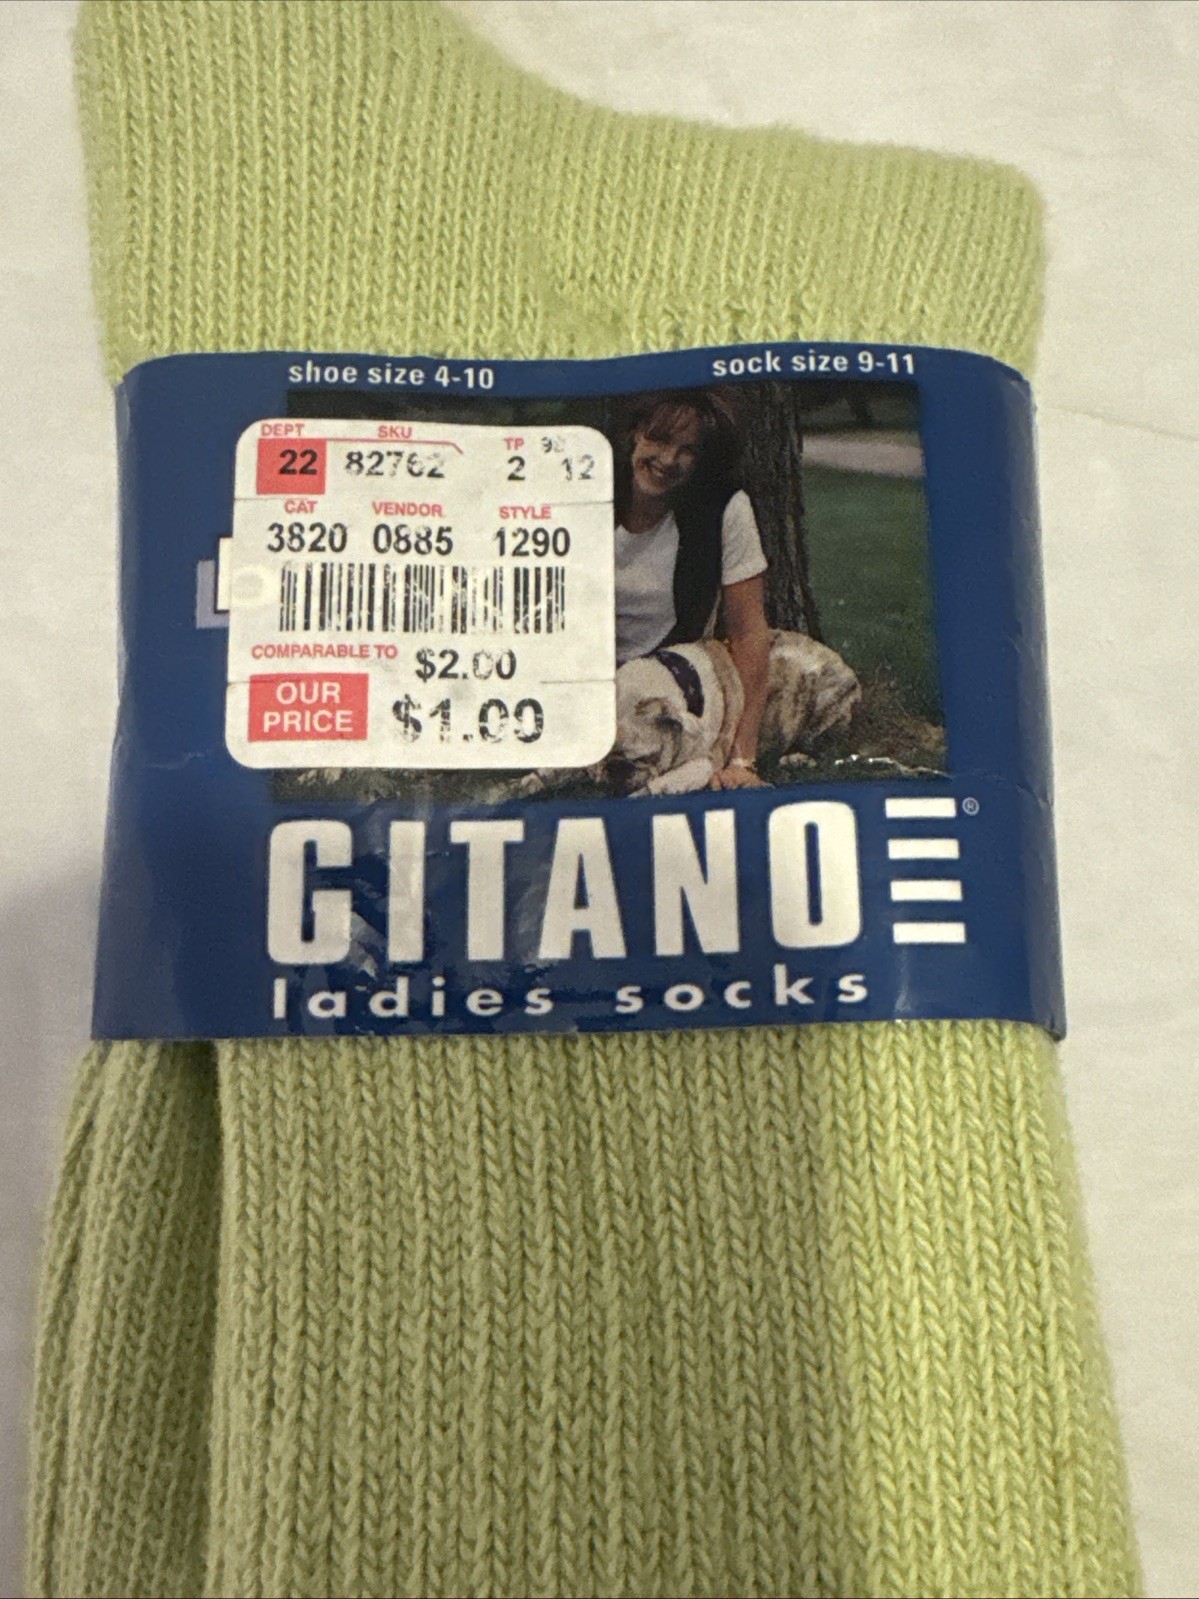 shoe size 4-10
sock size 9-11
DEPT SKU TP
22 82762 2 12
CAT VENDOR STYLE
3820 0885 1290
COMPARABLE TO $2.00
OUR
PRICE $1.00
GITANO®
ladies socks